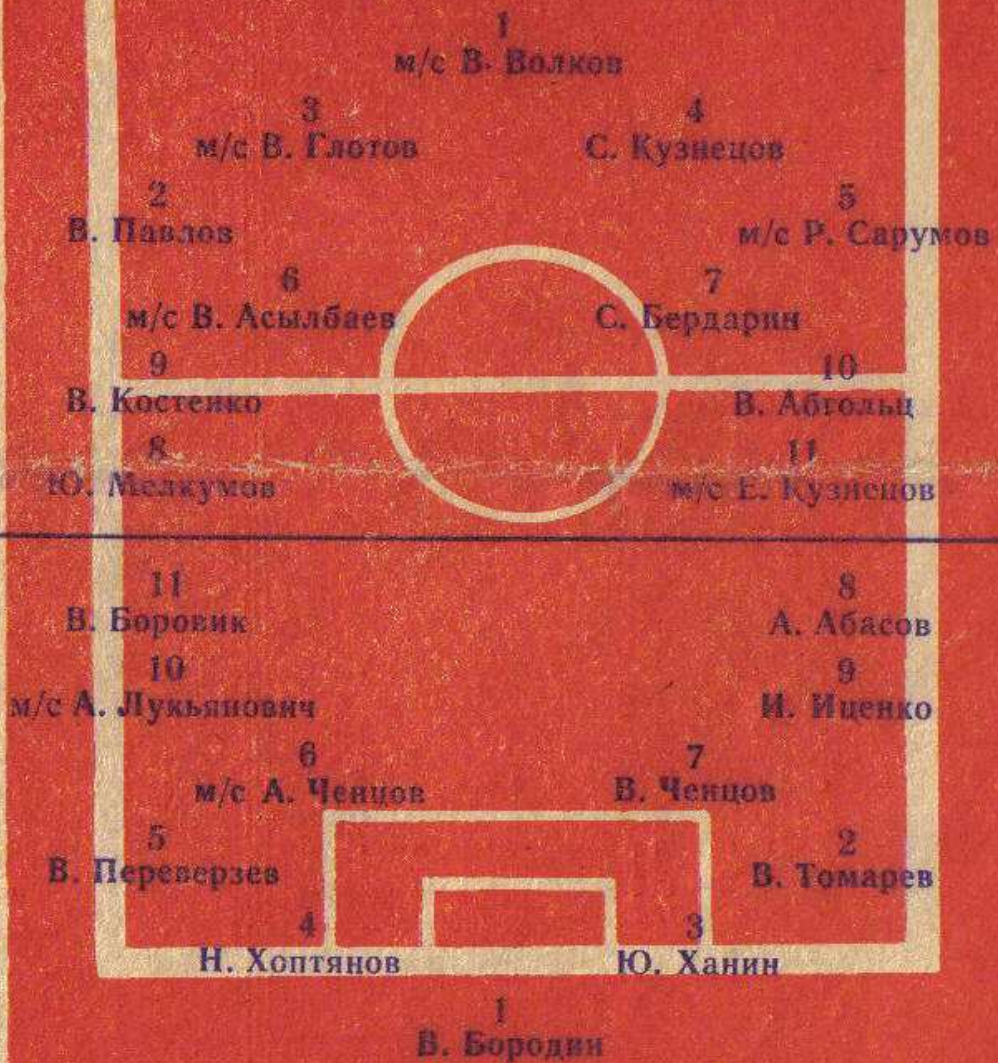 1
м/с В. Волков
3 4
м/с В. Глотов С. Кузнецов
2 5
В. Павлов м/с Р. Сарумов
6 7
м/с В. Асылбаев С. Бердарин
9 10
В. Костенко В. Абгольц
8 11
Ю. Мелкумов м/с Е. Кузнецов
11 8
В. Боровик А. Абасов
10 9
м/с А. Лукьянович И. Иценко
6 7
м/с А. Ченцов В. Ченцов
5 2
В. Переверзев В. Томарев
4 3
Н. Хоптянов Ю. Ханин
1
В. Бородин